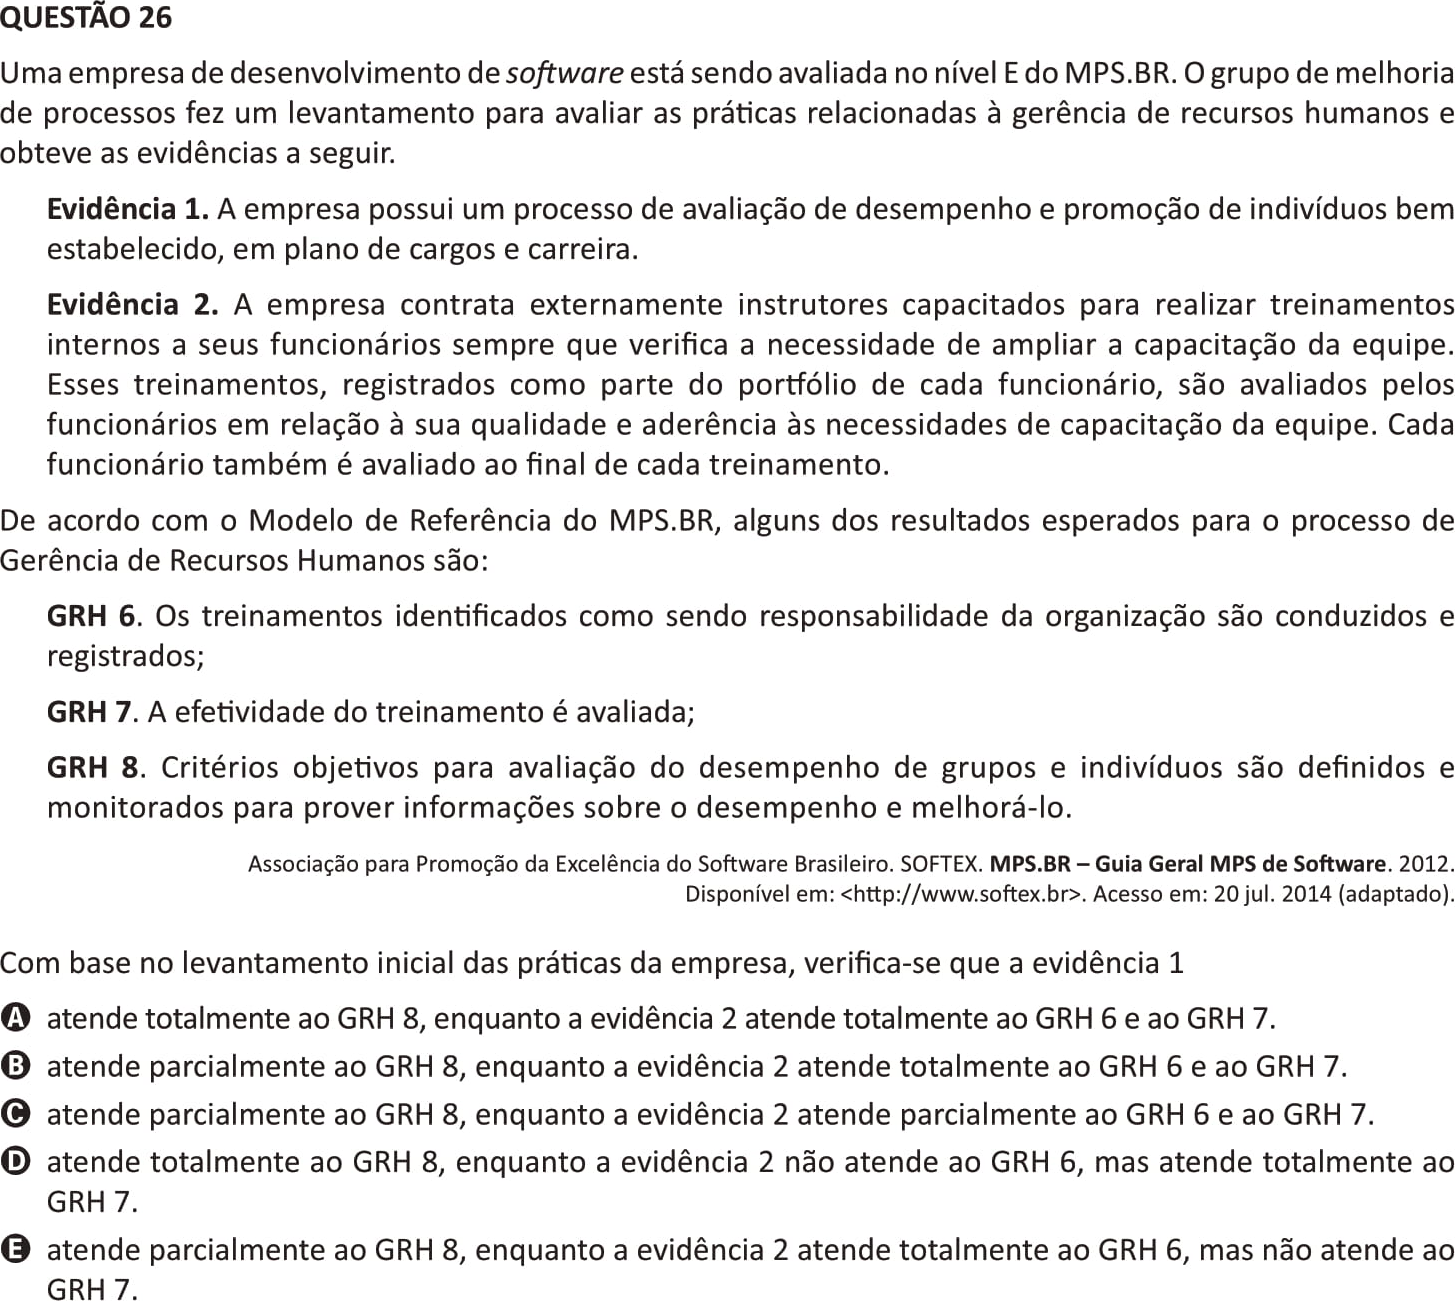 QUESTÃO 26
Uma empresa de desenvolvimento de software está sendo avaliada no nível E do MPS.BR. O grupo de melhoria
de processos fez um levantamento para avaliar as práticas relacionadas à gerência de recursos humanos e
obteve as evidências a seguir.
Evidência 1. A empresa possui um processo de avaliação de desempenho e promoção de indivíduos bem
estabelecido, em plano de cargos e carreira.
Evidência 2. A empresa contrata externamente instrutores capacitados para realizar treinamentos
internos a seus funcionários sempre que verifica a necessidade de ampliar a capacitação da equipe.
Esses treinamentos, registrados como parte do portfólio de cada funcionário, são avaliados pelos
funcionários em relação à sua qualidade e aderência às necessidades de capacitação da equipe. Cada
funcionário também é avaliado ao final de cada treinamento.
De acordo com o Modelo de Referência do MPS.BR, alguns dos resultados esperados para o processo de
Gerência de Recursos Humanos são:
GRH 6. Os treinamentos identificados como sendo responsabilidade da organização são conduzidos e
registrados;
GRH 7. A efetividade do treinamento é avaliada;
GRH 8. Critérios objetivos para avaliação do desempenho de grupos e indivíduos são definidos e
monitorados para prover informações sobre o desempenho e melhorá-lo.
Associação para Promoção da Excelência do Software Brasileiro. SOFTEX. MPS.BR – Guia Geral MPS de Software. 2012.
Disponível em: <http://www.softex.br>. Acesso em: 20 jul. 2014 (adaptado).
Com base no levantamento inicial das práticas da empresa, verifica-se que a evidência 1
A atende totalmente ao GRH 8, enquanto a evidência 2 atende totalmente ao GRH 6 e ao GRH 7.
B atende parcialmente ao GRH 8, enquanto a evidência 2 atende totalmente ao GRH 6 e ao GRH 7.
C atende parcialmente ao GRH 8, enquanto a evidência 2 atende parcialmente ao GRH 6 e ao GRH 7.
D atende totalmente ao GRH 8, enquanto a evidência 2 não atende ao GRH 6, mas atende totalmente ao
GRH 7.
E atende parcialmente ao GRH 8, enquanto a evidência 2 atende totalmente ao GRH 6, mas não atende ao
GRH 7.